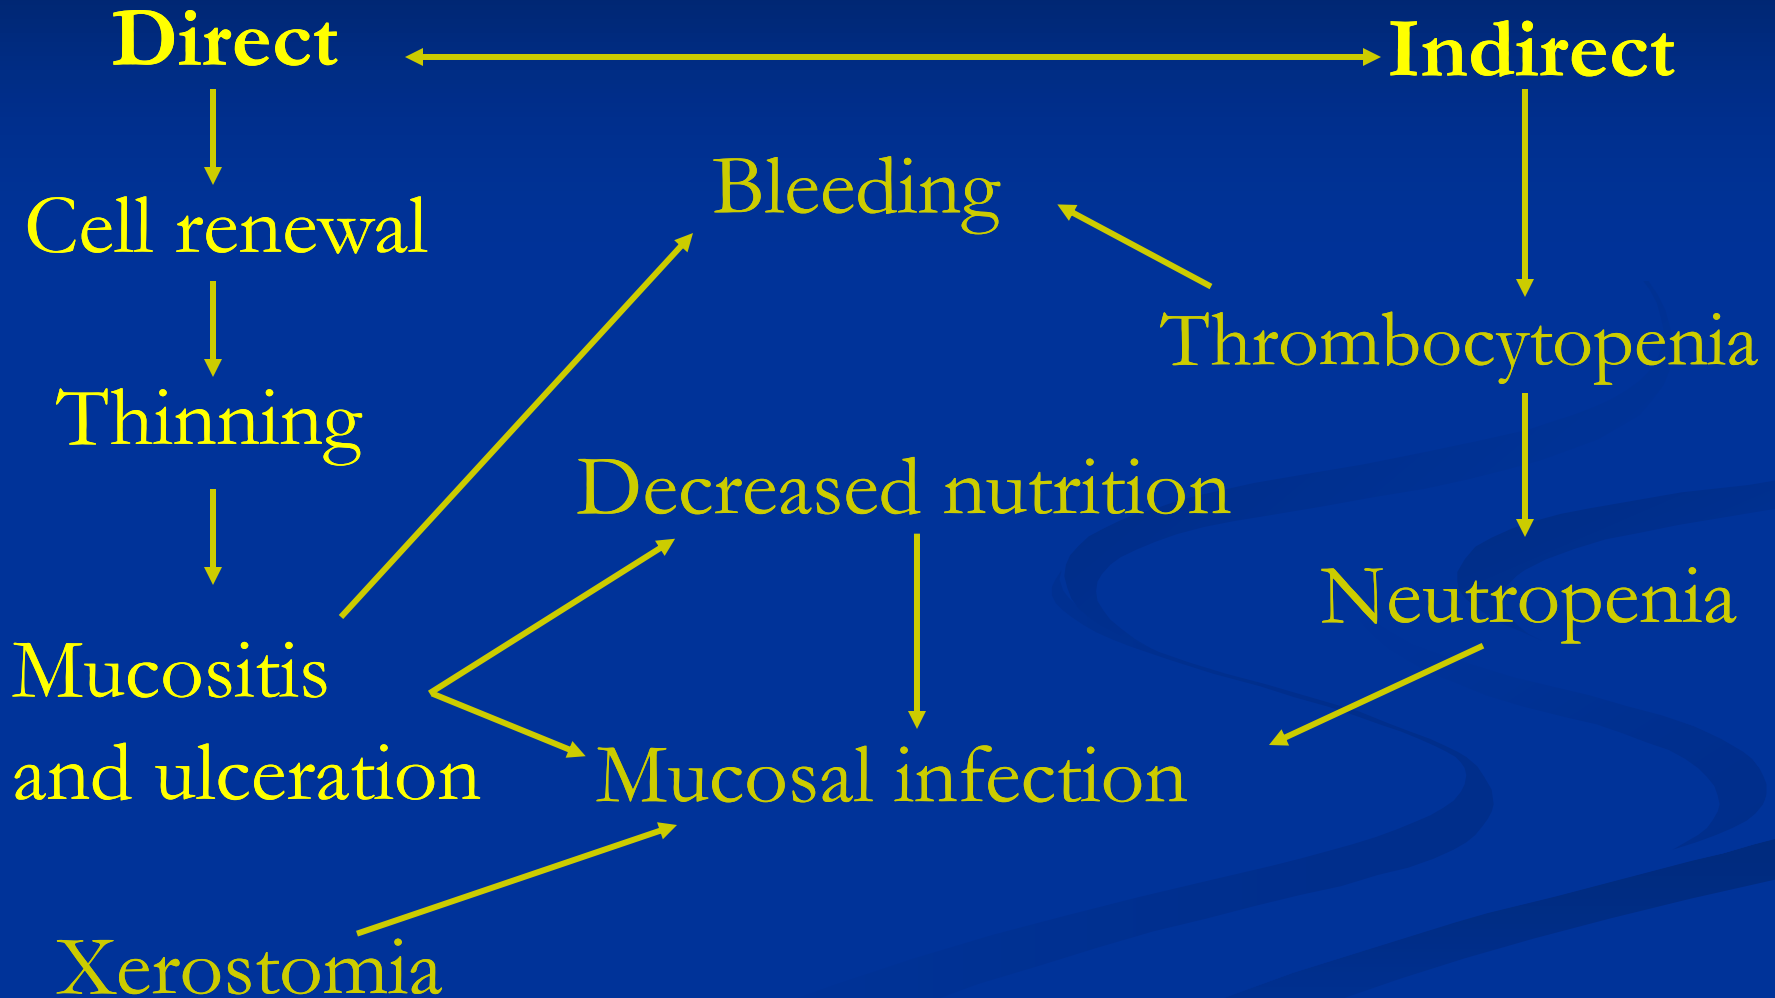 Direct
Indirect
Bleeding
Cell renewal
Thrombocytopenia
Thinning
Decreased nutrition
Neutropenia
Mucositis
and ulceration
Mucosal infection
Xerostomia